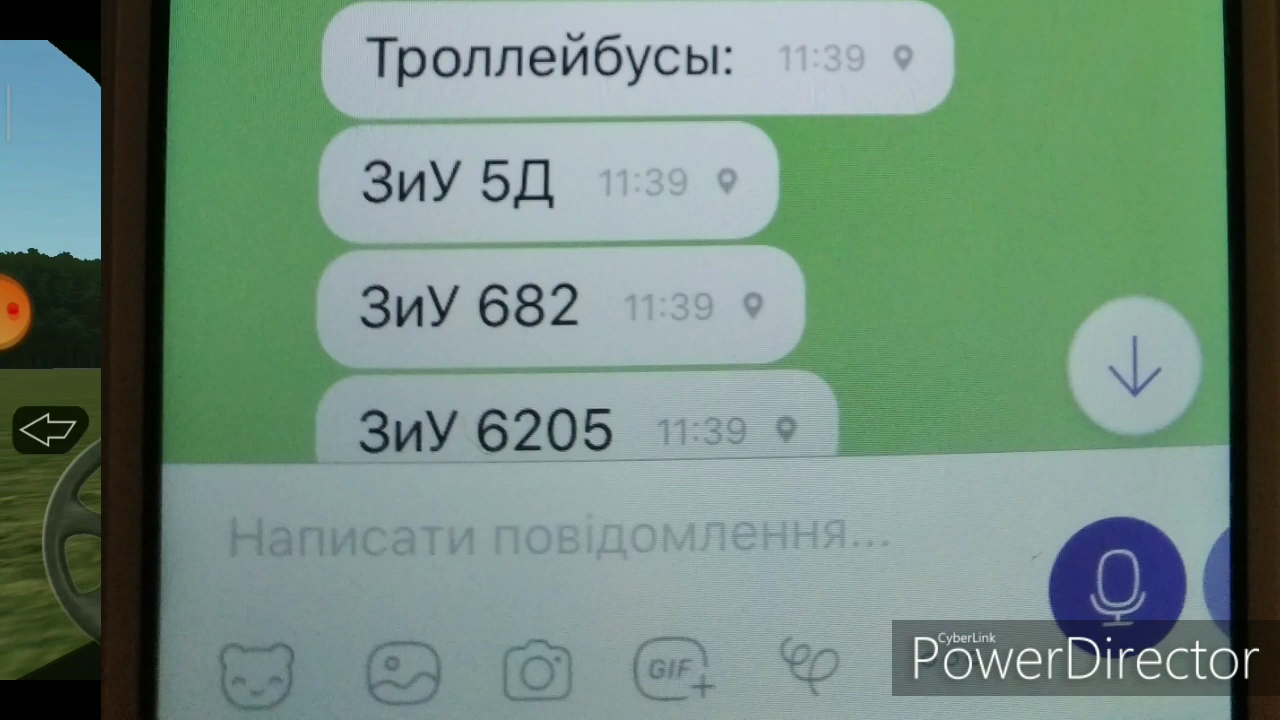 Троллейбусы: 11:39
ЗиУ 5Д 11:39
ЗиУ 682 11:39
ЗиУ 6205 11:39
Написати повідомлення...
GIF
CyberLink
PowerDirector